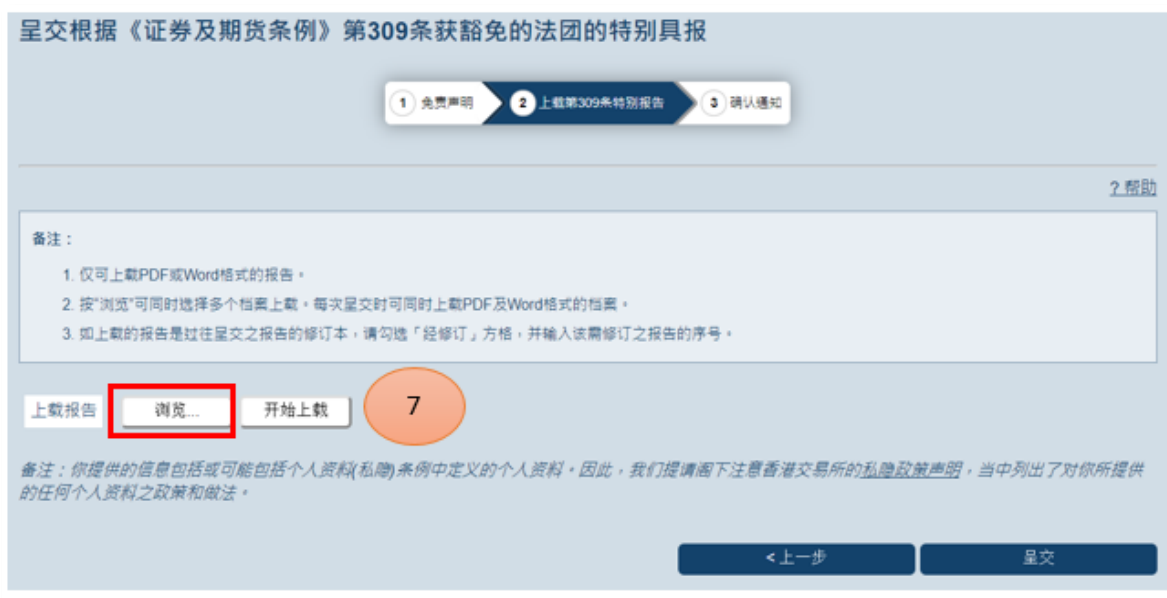 呈交根据《证券及期货条例》第309条获豁免的法团的特别具报
1 免责声明 2 上载第309条特别报告 3 确认通知
? 帮助
备注：
1. 仅可上载PDF或Word格式的报告。
2. 按"浏览"可同时选择多个档案上载。每次呈交时可同时上载PDF及Word格式的档案。
3. 如上载的报告是过往呈交之报告的修订本，请勾选「经修订」方格，并输入该需修订之报告的序号。
上载报告 浏览... 开始上载 7
备注：你提供的信息包括或可能包括个人资料(私隐)条例中定义的个人资料。因此，我们提请阁下注意香港交易所的私隐政策声明，当中列出了对你所提供
的任何个人资料之政策和做法。
<上一步 呈交